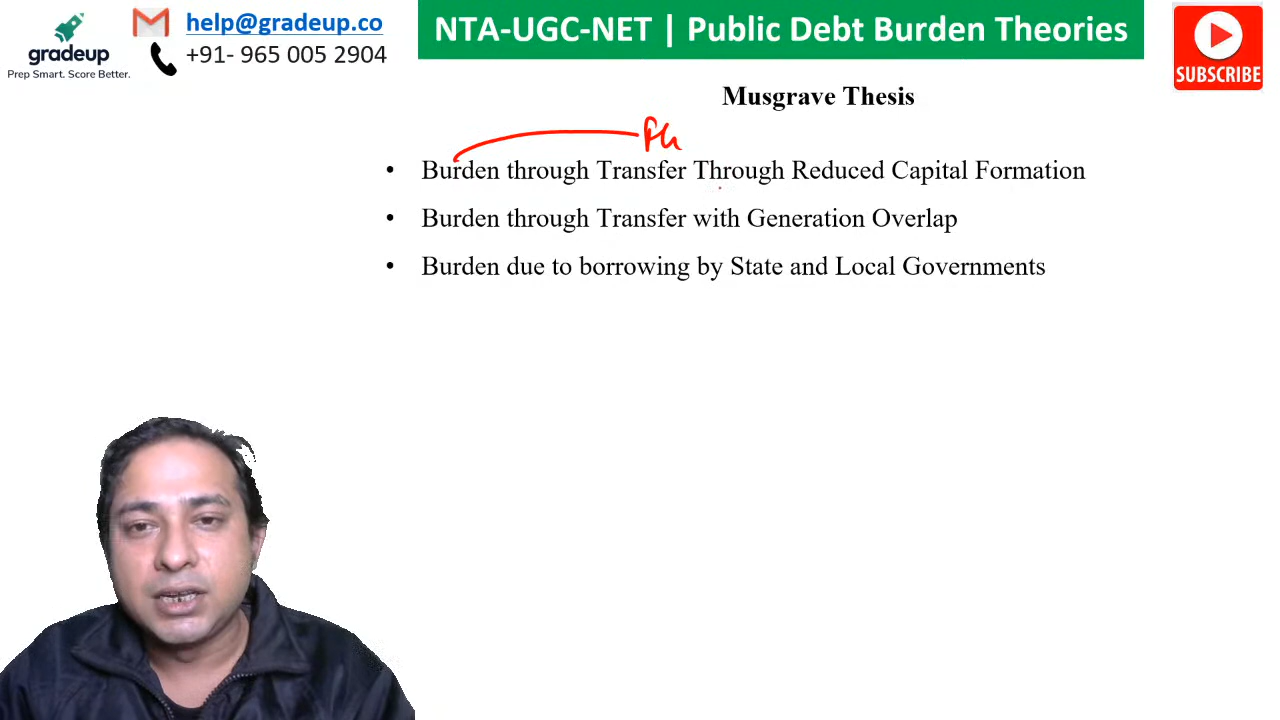 help@gradeup.co
NTA-UGC-NET | Public Debt Burden Theories
gradeup
Prep Smart. Score Better.
+91- 965 005 2904
SUBSCRIBE
Musgrave Thesis
• Burden through Transfer Through Reduced Capital Formation
• Burden through Transfer with Generation Overlap
• Burden due to borrowing by State and Local Governments